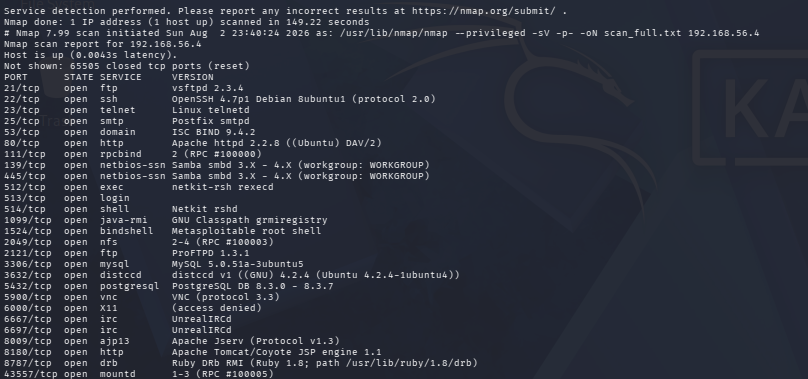 Service detection performed. Please report any incorrect results at https://nmap.org/submit/ .
Nmap done: 1 IP address (1 host up) scanned in 149.22 seconds
# Nmap 7.99 scan initiated Sun Aug  2 23:40:24 2026 as: /usr/lib/nmap/nmap --privileged -sV -p- -oN scan_full.txt 192.168.56.4
Nmap scan report for 192.168.56.4
Host is up (0.0043s latency).
Not shown: 65505 closed tcp ports (reset)
PORT      STATE SERVICE     VERSION
21/tcp    open  ftp         vsftpd 2.3.4
22/tcp    open  ssh         OpenSSH 4.7p1 Debian 8ubuntu1 (protocol 2.0)
23/tcp    open  telnet      Linux telnetd
25/tcp    open  smtp        Postfix smtpd
53/tcp    open  domain      ISC BIND 9.4.2
80/tcp    open  http        Apache httpd 2.2.8 ((Ubuntu) DAV/2)
111/tcp   open  rpcbind     2 (RPC #100000)
139/tcp   open  netbios-ssn Samba smbd 3.X - 4.X (workgroup: WORKGROUP)
445/tcp   open  netbios-ssn Samba smbd 3.X - 4.X (workgroup: WORKGROUP)
512/tcp   open  exec        netkit-rsh rexecd
513/tcp   open  login
514/tcp   open  shell       Netkit rshd
1099/tcp  open  java-rmi    GNU Classpath grmiregistry
1524/tcp  open  bindshell   Metasploitable root shell
2049/tcp  open  nfs         2-4 (RPC #100003)
2121/tcp  open  ftp         ProFTPD 1.3.1
3306/tcp  open  mysql       MySQL 5.0.51a-3ubuntu5
3632/tcp  open  distccd     distccd v1 ((GNU) 4.2.4 (Ubuntu 4.2.4-1ubuntu4))
5432/tcp  open  postgresql  PostgreSQL DB 8.3.0 - 8.3.7
5900/tcp  open  vnc         VNC (protocol 3.3)
6000/tcp  open  X11         (access denied)
6667/tcp  open  irc         UnrealIRCd
6697/tcp  open  irc         UnrealIRCd
8009/tcp  open  ajp13       Apache Jserv (Protocol v1.3)
8180/tcp  open  http        Apache Tomcat/Coyote JSP engine 1.1
8787/tcp  open  drb         Ruby DRb RMI (Ruby 1.8; path /usr/lib/ruby/1.8/drb)
43557/tcp open  mountd      1-3 (RPC #100005)
KA